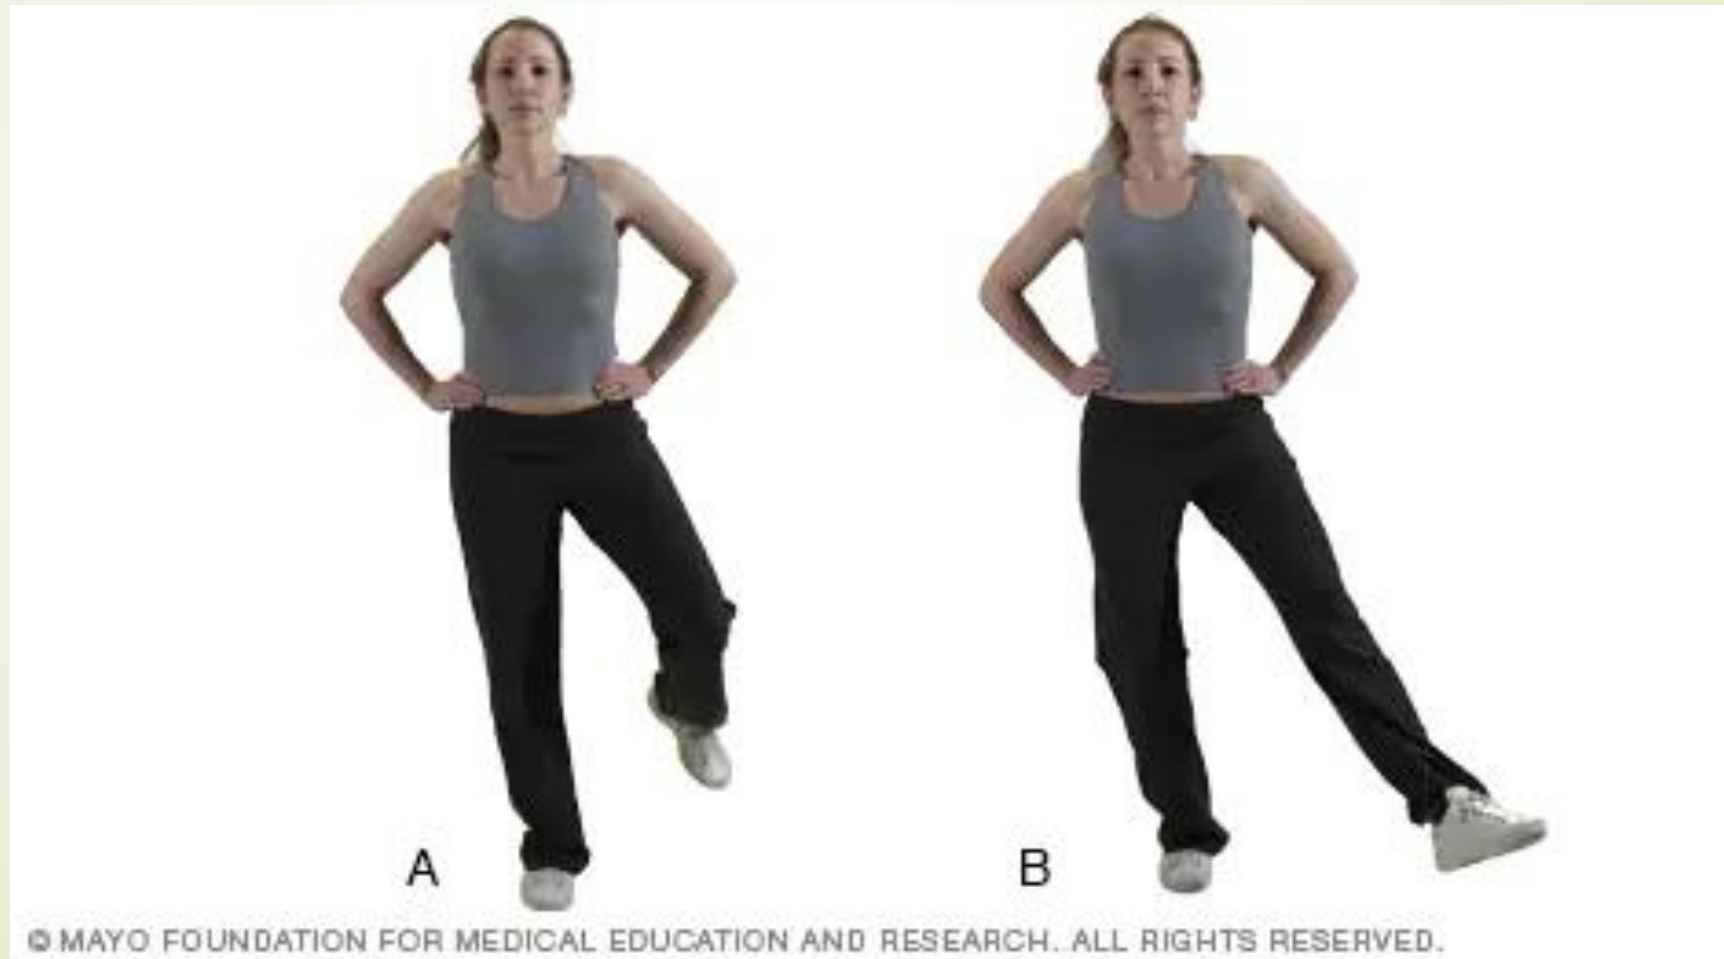 A
B
© MAYO FOUNDATION FOR MEDICAL EDUCATION AND RESEARCH. ALL RIGHTS RESERVED.